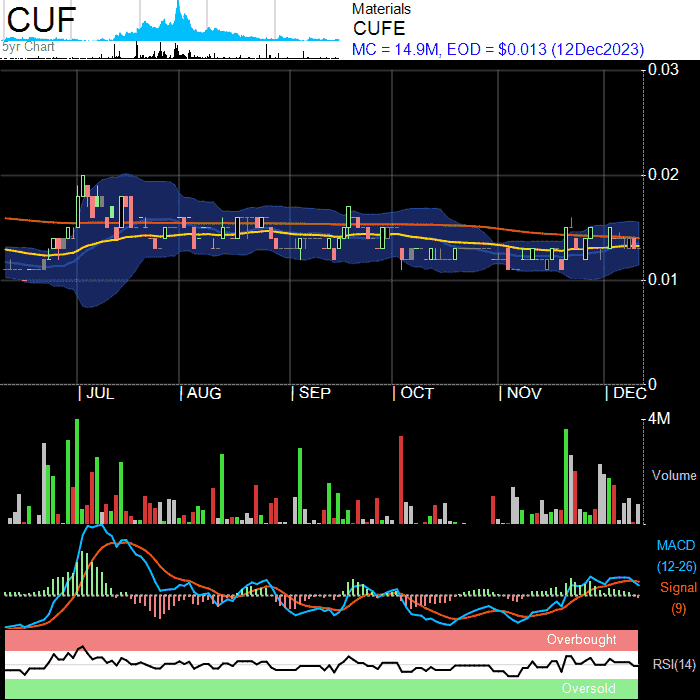 CUF
5yr Chart
Materials
CUFE
MC = 14.9M, EOD = $0.013 (12Dec2023)
0.03
0.02
0.01
0
| JUL | AUG | SEP | OCT | NOV | DEC
4M
Volume
MACD
(12-26)
Signal
(9)
Overbought
RSI(14)
Oversold